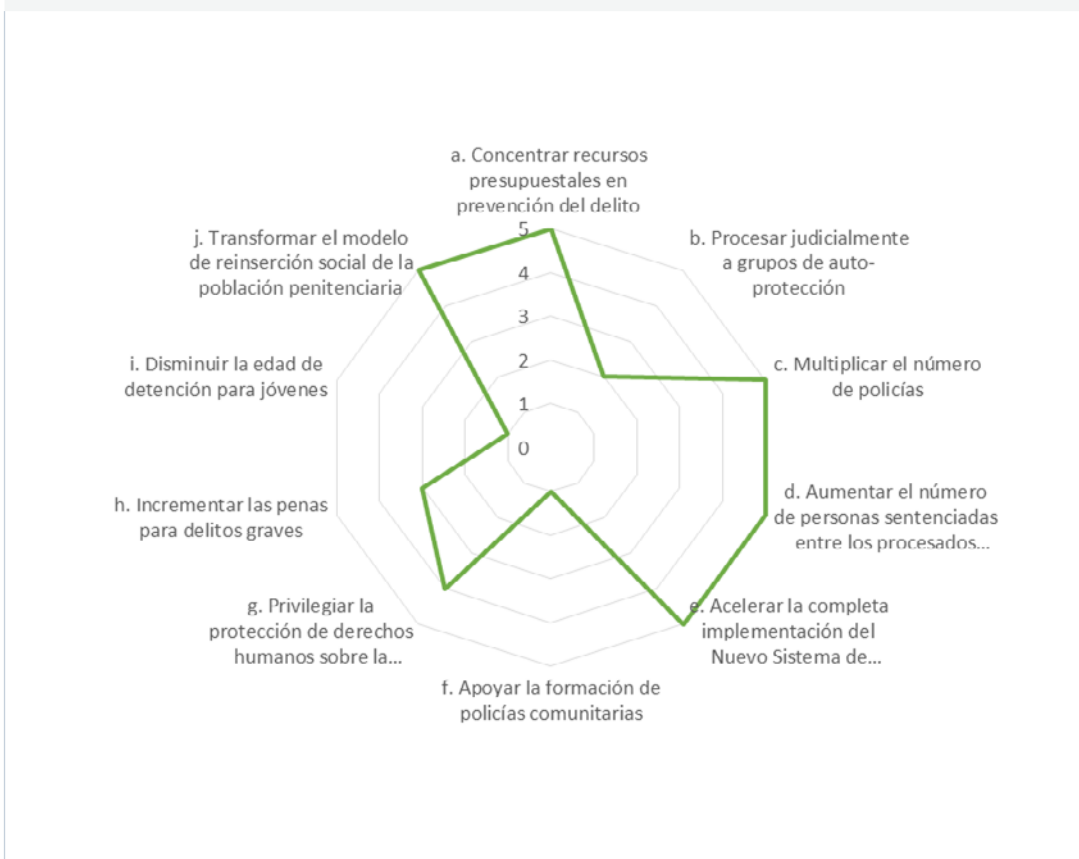 a. Concentrar recursos
presupuestales en
prevención del delito
b. Procesar judicialmente
a grupos de auto-
protección
c. Multiplicar el número
de policías
d. Aumentar el número
de personas sentenciadas
entre los procesados...
e. Acelerar la completa
implementación del
Nuevo Sistema de...
f. Apoyar la formación de
policías comunitarias
g. Privilegiar la
protección de derechos
humanos sobre la...
h. Incrementar las penas
para delitos graves
i. Disminuir la edad de
detención para jóvenes
j. Transformar el modelo
de reinserción social de la
población penitenciaria
5
4
3
2
1
0